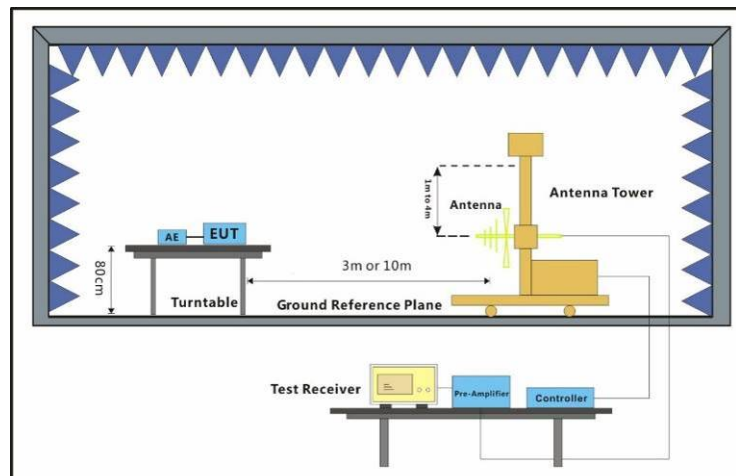 1m to 4m
Antenna
Antenna Tower
AE
EUT
80cm
3m or 10m
Turntable
Ground Reference Plane
Test Receiver
Pre-Amplifier
Controller